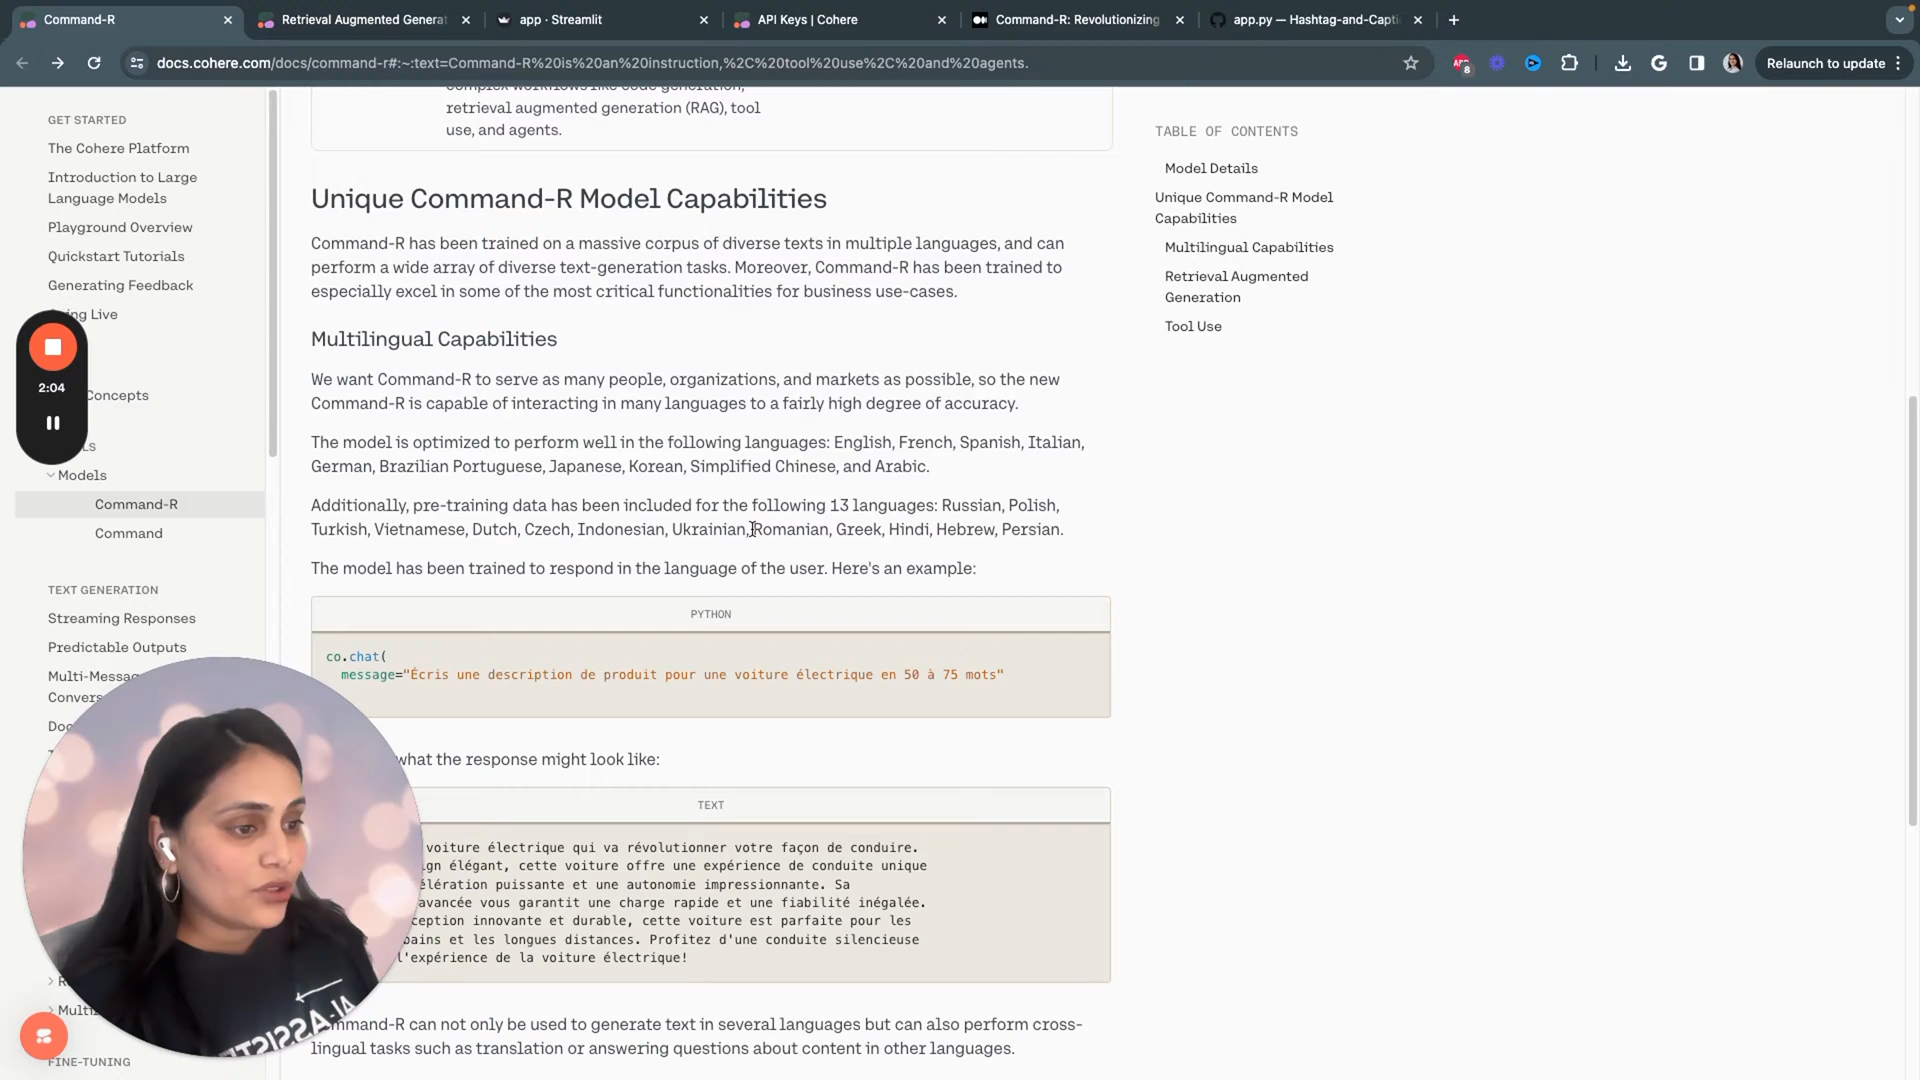 Command-R
Retrieval Augmented Genera
app · Streamlit
API Keys | Cohere
Command-R: Revolutionizing
app.py — Hashtag-and-Capti
docs.cohere.com/docs/command-r#:~:text=Command-R%20is%20an%20instruction,%2C%20tool%20use%2C%20and%20agents.
8
Relaunch to update
GET STARTED
The Cohere Platform
Introduction to Large
Language Models
Playground Overview
Quickstart Tutorials
Generating Feedback
Live
2:04
Concepts
Models
Command-R
Command
TEXT GENERATION
Streaming Responses
Predictable Outputs
FINE-TUNING
complex workflows like code generation,
retrieval augmented generation (RAG), tool
use, and agents.
Unique Command-R Model Capabilities
Command-R has been trained on a massive corpus of diverse texts in multiple languages, and can
perform a wide array of diverse text-generation tasks. Moreover, Command-R has been trained to
especially excel in some of the most critical functionalities for business use-cases.
Multilingual Capabilities
We want Command-R to serve as many people, organizations, and markets as possible, so the new
Command-R is capable of interacting in many languages to a fairly high degree of accuracy.
The model is optimized to perform well in the following languages: English, French, Spanish, Italian,
German, Brazilian Portuguese, Japanese, Korean, Simplified Chinese, and Arabic.
Additionally, pre-training data has been included for the following 13 languages: Russian, Polish,
Turkish, Vietnamese, Dutch, Czech, Indonesian, Ukrainian, Romanian, Greek, Hindi, Hebrew, Persian.
The model has been trained to respond in the language of the user. Here's an example:
PYTHON
co.chat(
message="Écris une description de produit pour une voiture électrique en 50 à 75 mots"
what the response might look like:
TEXT
voiture électrique qui va révolutionner votre façon de conduire.
ign élégant, cette voiture offre une expérience de conduite unique
élération puissante et une autonomie impressionnante. Sa
avancée vous garantit une charge rapide et une fiabilité inégalée.
ception innovante et durable, cette voiture est parfaite pour les
bains et les longues distances. Profitez d'une conduite silencieuse
l'expérience de la voiture électrique!
mmand-R can not only be used to generate text in several languages but can also perform cross-
lingual tasks such as translation or answering questions about content in other languages.
TABLE OF CONTENTS
Model Details
Unique Command-R Model
Capabilities
Multilingual Capabilities
Retrieval Augmented
Generation
Tool Use